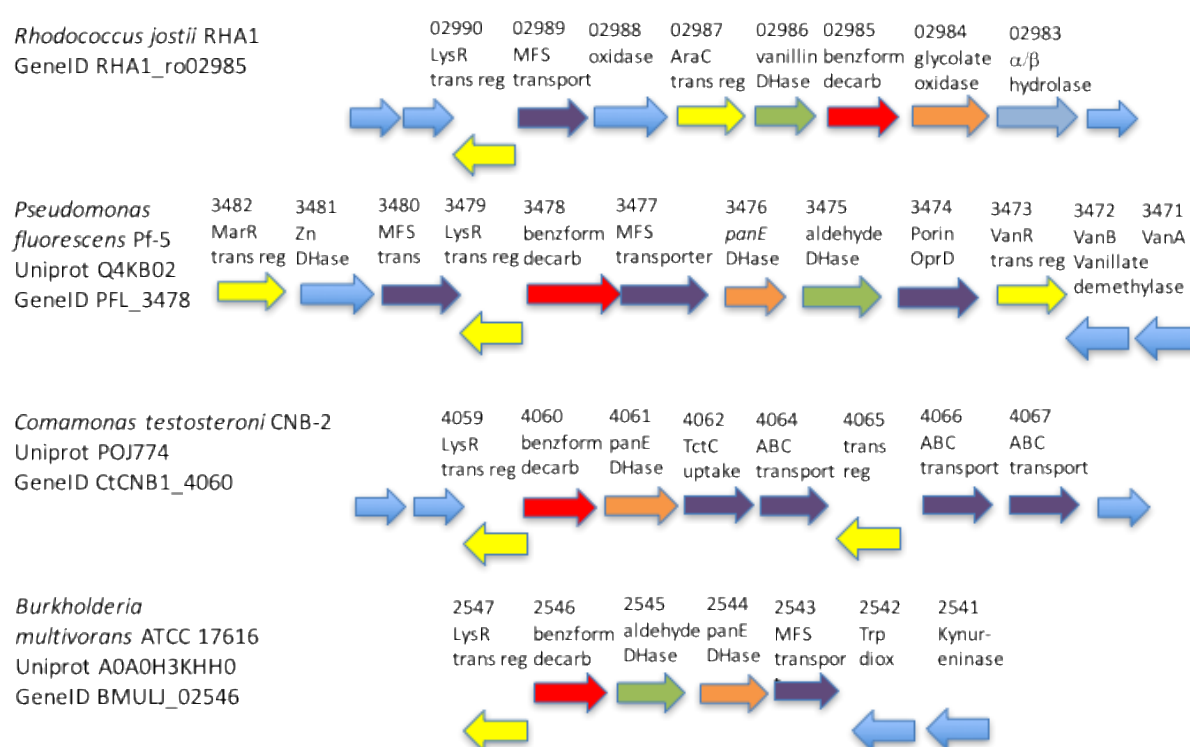 Rhodococcus jostii RHA1
GeneID RHA1_ro02985
02990 02989 02988 02987 02986 02985 02984 02983
LysR MFS oxidase AraC vanillin benzform glycolate α/β
trans reg transport trans reg DHase decarb oxidase hydrolase
Pseudomonas
fluorescens Pf-5
Uniprot Q4KB02
GeneID PFL_3478
3482 3481 3480 3479 3478 3477 3476 3475 3474 3473 3472 3471
MarR Zn MFS LysR benzform MFS panE aldehyde Porin VanR VanB VanA
trans reg DHase trans trans reg decarb transporter DHase DHase OprD trans reg Vanillate
demethylase
Comamonas testosteroni CNB-2
Uniprot POJ774
GeneID CtCNB1_4060
4059 4060 4061 4062 4064 4065 4066 4067
LysR benzform panE TctC ABC trans ABC ABC
trans reg decarb DHase uptake transport reg transport transport
Burkholderia
multivorans ATCC 17616
Uniprot A0A0H3KHH0
GeneID BMULJ_02546
2547 2546 2545 2544 2543 2542 2541
LysR benzform aldehyde panE MFS Trp Kynur-
trans reg decarb DHase DHase transpor diox eninase